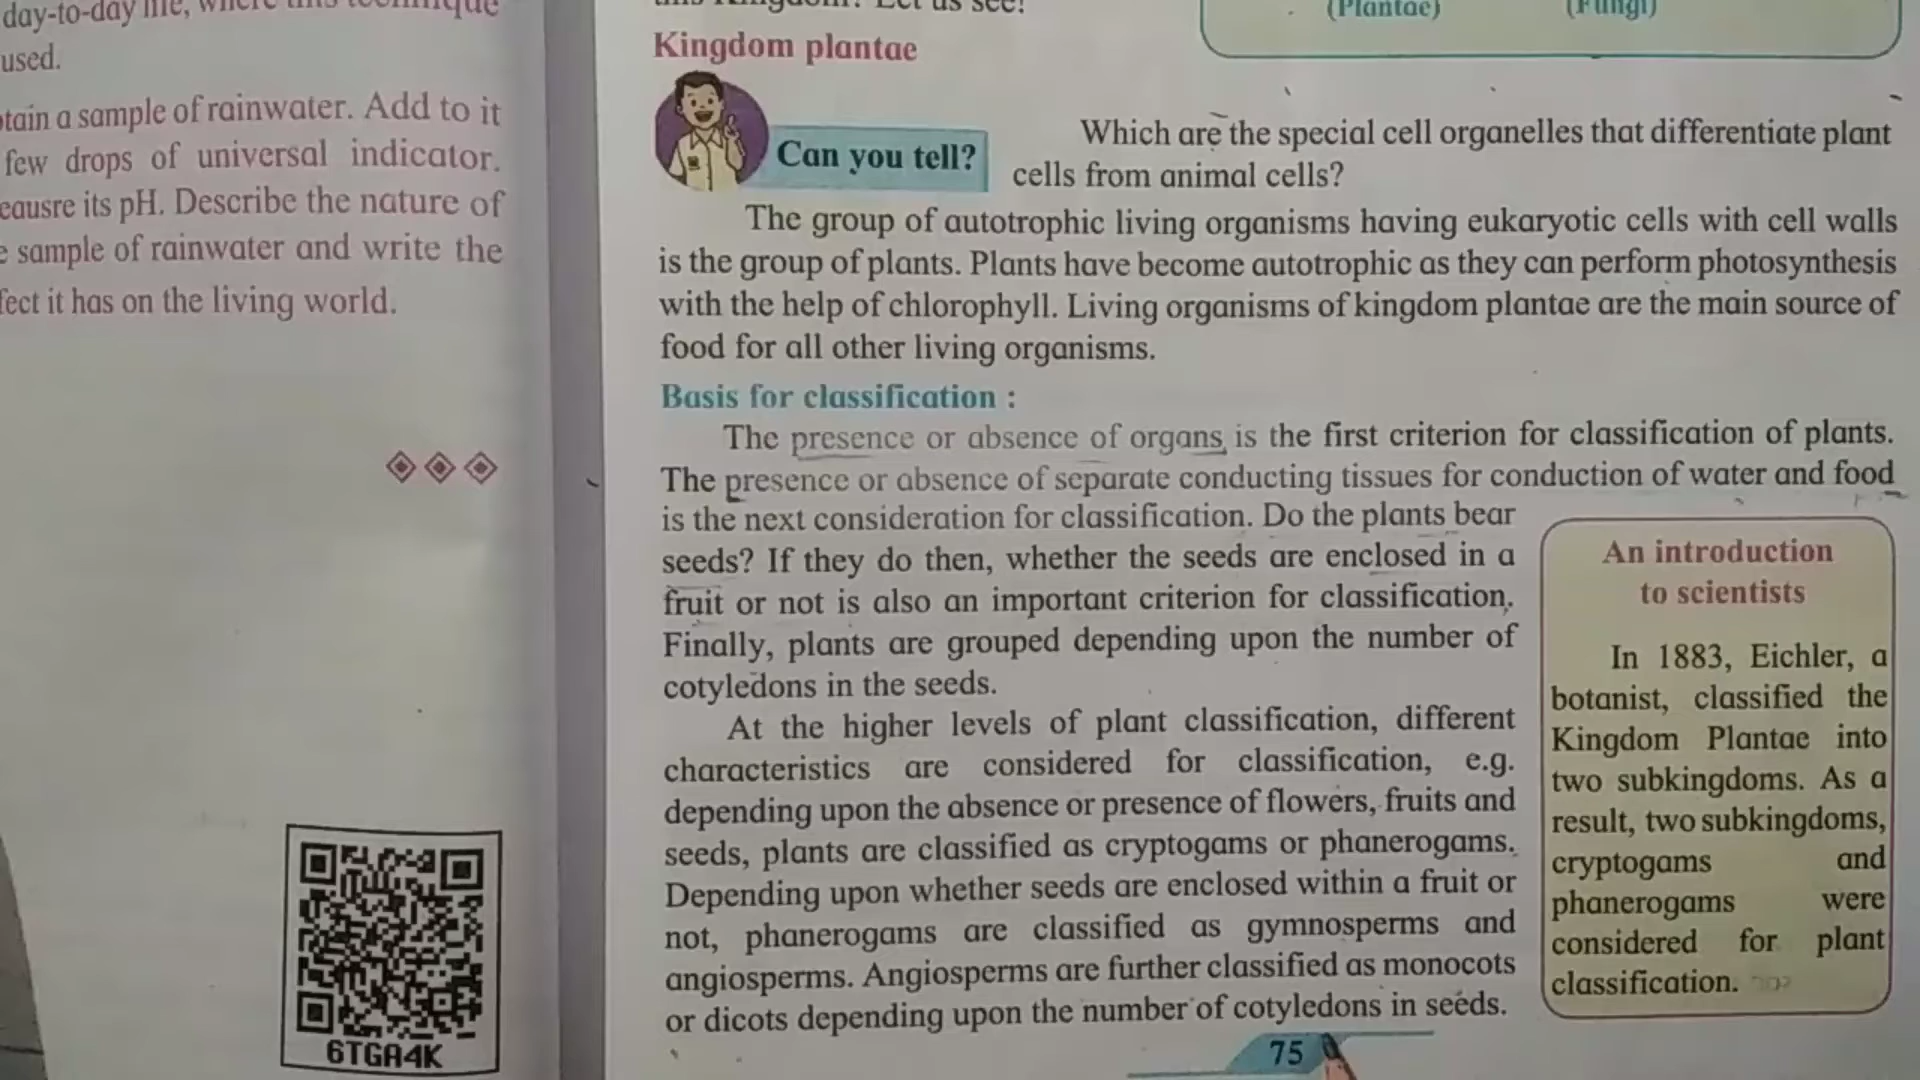 day-to-day life, where this technique
used.
tain a sample of rainwater. Add to it
few drops of universal indicator.
eausre its pH. Describe the nature of
e sample of rainwater and write the
fect it has on the living world.
6TGA4K
this Kingdom? Let us see!
(Plantae) (Fungi)
Kingdom plantae
Can you tell?
Which are the special cell organelles that differentiate plant
cells from animal cells?
The group of autotrophic living organisms having eukaryotic cells with cell walls
is the group of plants. Plants have become autotrophic as they can perform photosynthesis
with the help of chlorophyll. Living organisms of kingdom plantae are the main source of
food for all other living organisms.
Basis for classification :
The presence or absence of organs is the first criterion for classification of plants.
The presence or absence of separate conducting tissues for conduction of water and food
is the next consideration for classification. Do the plants bear
seeds? If they do then, whether the seeds are enclosed in a
fruit or not is also an important criterion for classification.
Finally, plants are grouped depending upon the number of
cotyledons in the seeds.
At the higher levels of plant classification, different
characteristics are considered for classification, e.g.
depending upon the absence or presence of flowers, fruits and
seeds, plants are classified as cryptogams or phanerogams.
Depending upon whether seeds are enclosed within a fruit or
not, phanerogams are classified as gymnosperms and
angiosperms. Angiosperms are further classified as monocots
or dicots depending upon the number of cotyledons in seeds.
An introduction
to scientists
In 1883, Eichler, a
botanist, classified the
Kingdom Plantae into
two subkingdoms. As a
result, two subkingdoms,
cryptogams and
phanerogams were
considered for plant
classification.
75